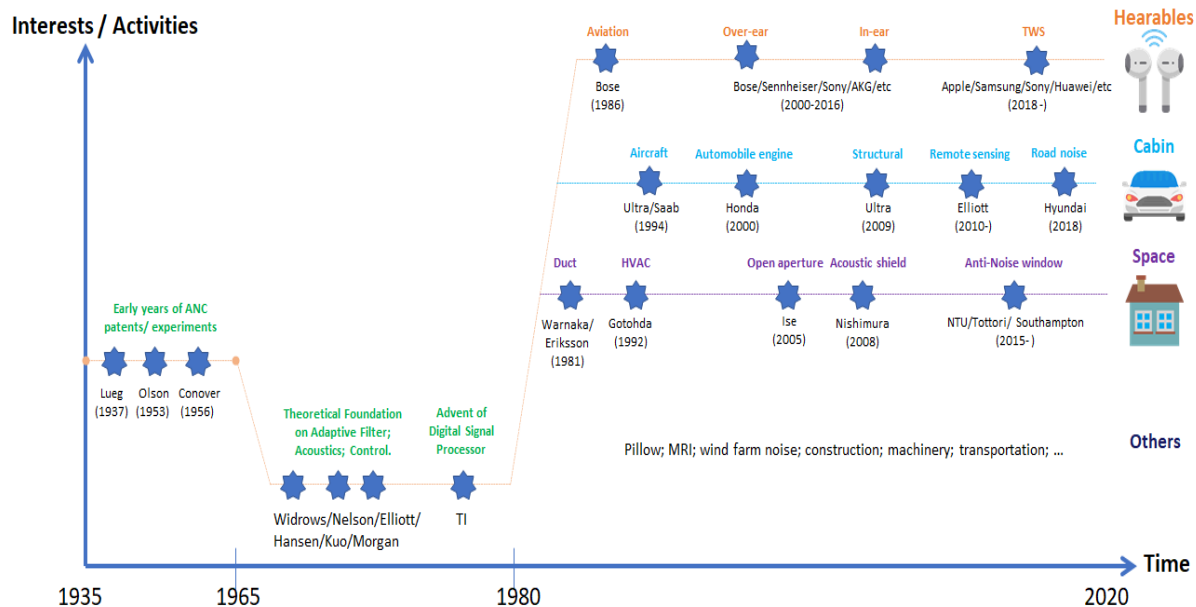 Interests / Activities
Hearables
Aviation
Over-ear
In-ear
TWS
Bose
(1986)
Bose/Sennheiser/Sony/AKG/etc
(2000-2016)
Apple/Samsung/Sony/Huawei/etc
(2018 -)
Cabin
Aircraft
Automobile engine
Structural
Remote sensing
Road noise
Ultra/Saab
(1994)
Honda
(2000)
Ultra
(2009)
Elliott
(2010-)
Hyundai
(2018)
Space
Duct
HVAC
Open aperture
Acoustic shield
Anti-Noise window
Warnaka/
Eriksson
(1981)
Gotohda
(1992)
Ise
(2005)
Nishimura
(2008)
NTU/Tottori/ Southampton
(2015- )
Early years of ANC
patents/ experiments
Lueg
(1937)
Olson
(1953)
Conover
(1956)
Theoretical Foundation
on Adaptive Filter;
Acoustics; Control.
Advent of
Digital Signal
Processor
Widrows/Nelson/Elliott/
Hansen/Kuo/Morgan
TI
Others
Pillow; MRI; wind farm noise; construction; machinery; transportation; ...
Time
1935
1965
1980
2020